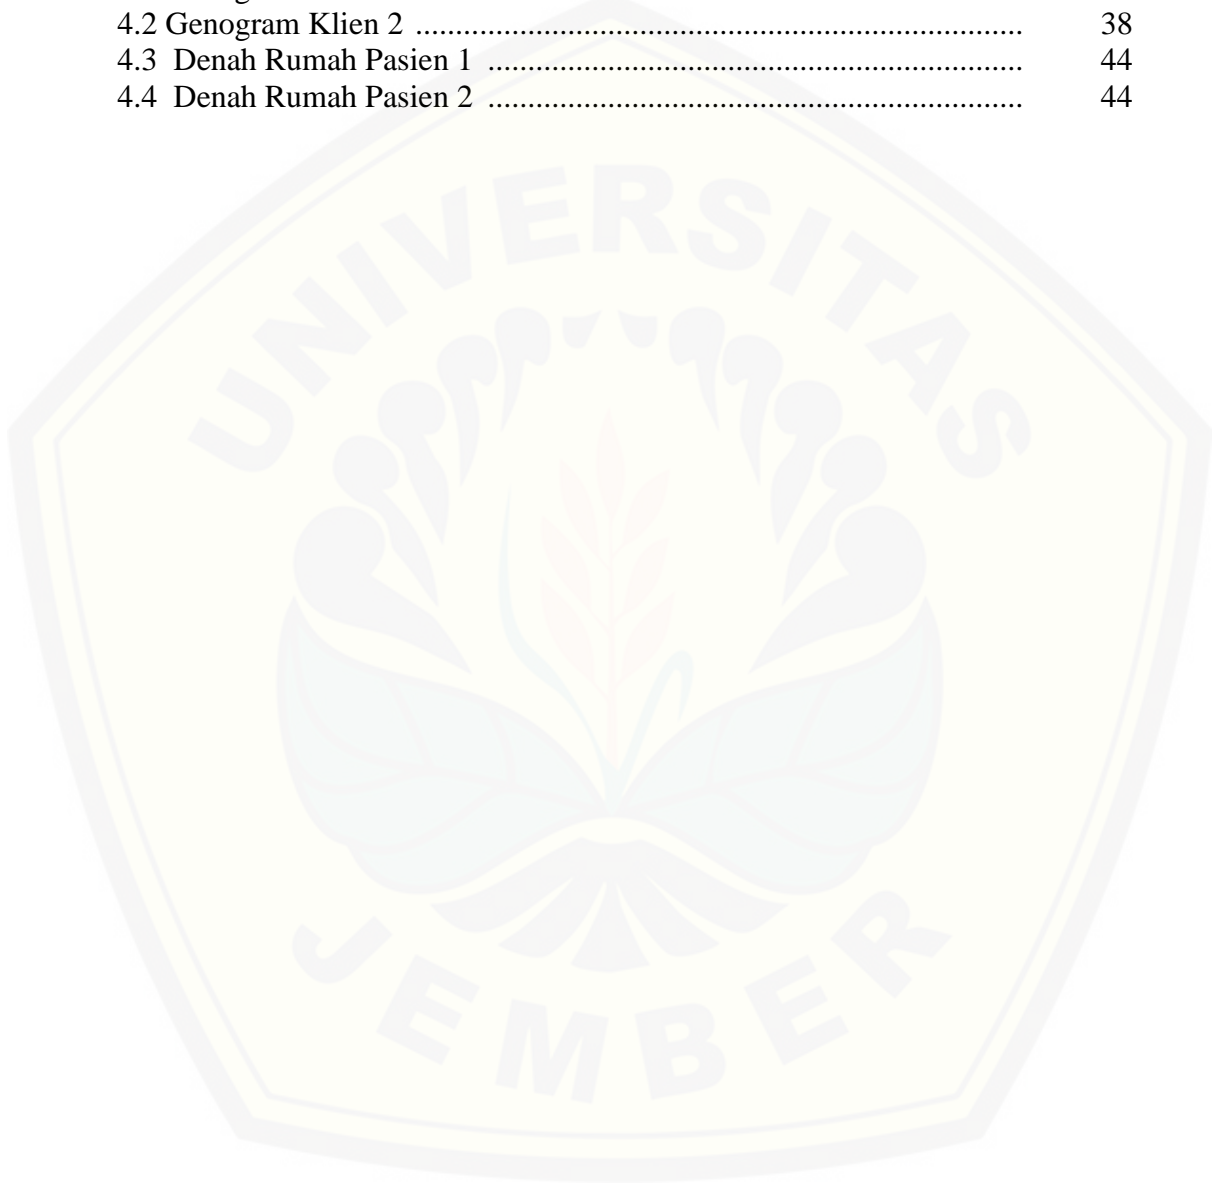 4.2 Genogram Klien 2 ........................................................................... 38
4.3 Denah Rumah Pasien 1 .................................................................. 44
4.4 Denah Rumah Pasien 2 .................................................................. 44
UNIVERSITAS
JEMBER